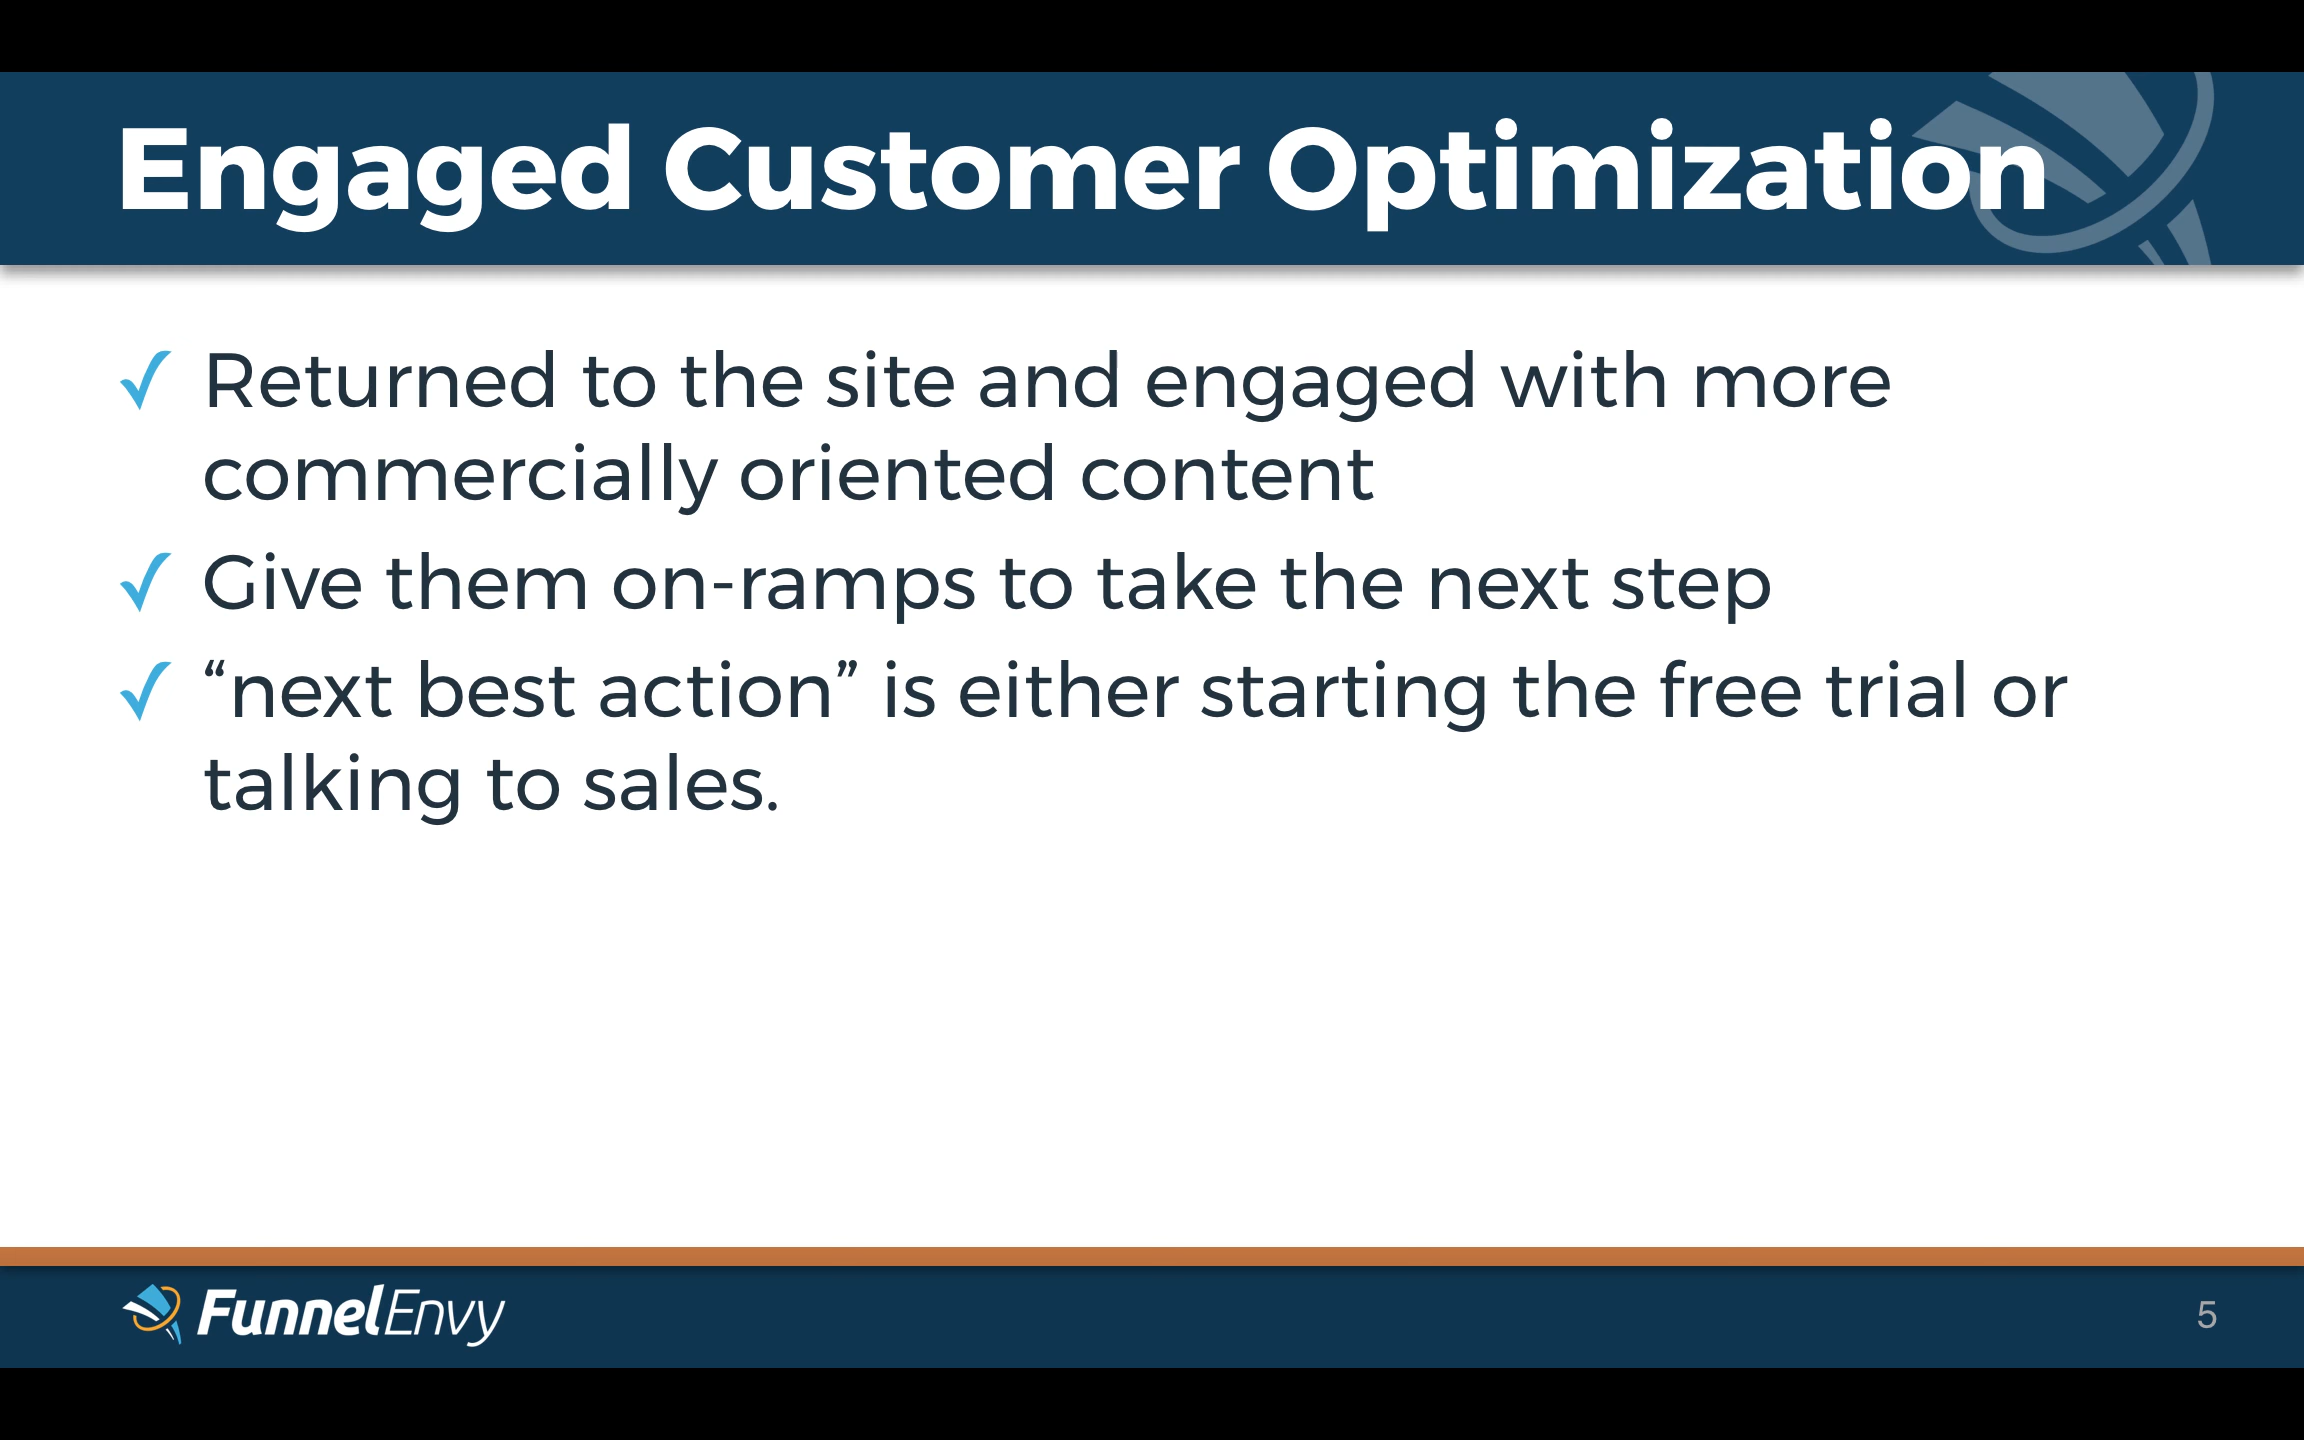 Engaged Customer Optimization
Returned to the site and engaged with more
commercially oriented content
Give them on-ramps to take the next step
“next best action” is either starting the free trial or
talking to sales.
FunnelEnvy
5